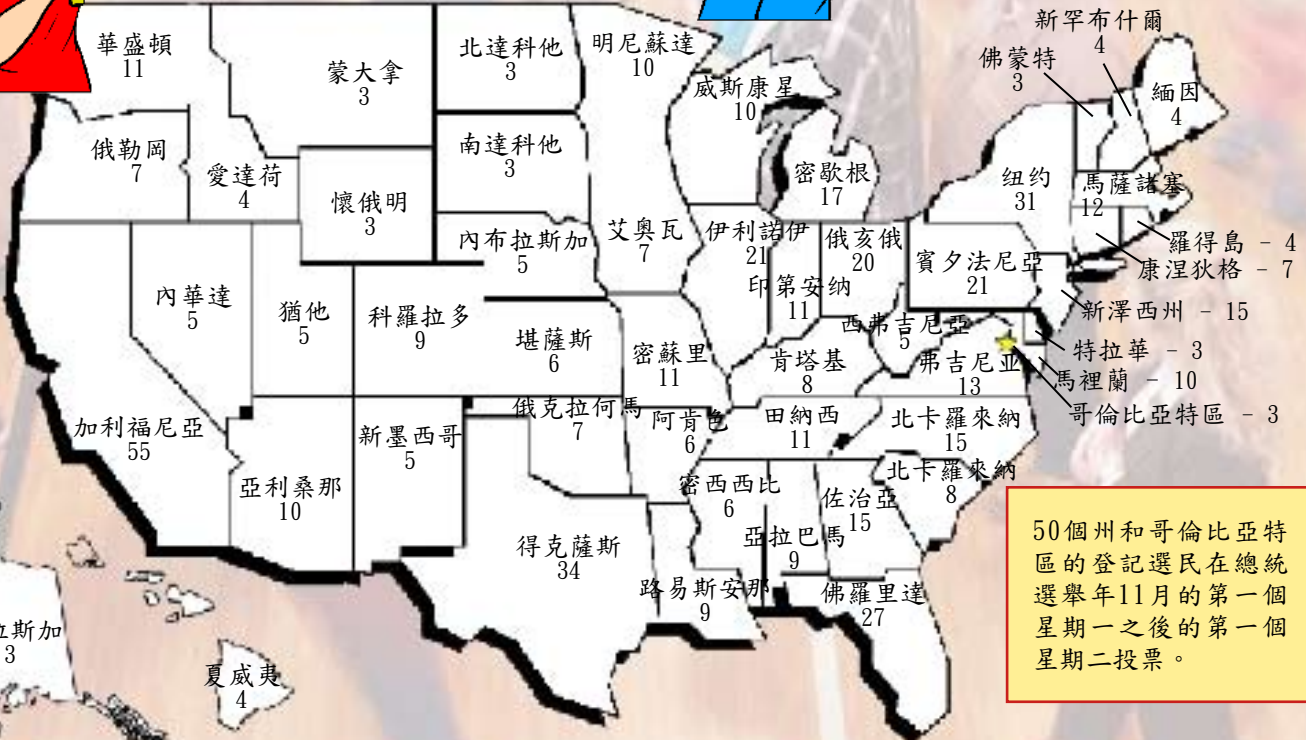 新罕布什爾
4
佛蒙特
3
緬因
4
華盛頓
11
蒙大拿
3
北達科他
3
明尼蘇達
10
威斯康星
10
俄勒岡
7
愛達荷
4
懷俄明
3
南達科他
3
密歇根
17
纽约
31
馬薩諸塞
12
內布拉斯加
5
艾奧瓦
7
伊利諾伊
21
印第安纳
11
俄亥俄
20
賓夕法尼亞
21
羅得島 - 4
康涅狄格 - 7
新澤西州 - 15
特拉華 - 3
馬裡蘭 - 10
哥倫比亞特區 - 3
內華達
5
猶他
5
科羅拉多
9
堪薩斯
6
密蘇里
11
西弗吉尼亞
5
肯塔基
8
弗吉尼亚
13
加利福尼亞
55
亞利桑那
10
新墨西哥
5
俄克拉何馬
7
阿肯色
6
田納西
11
北卡羅來納
15
北卡羅來納
8
得克薩斯
34
路易斯安那
9
密西西比
6
亞拉巴馬
9
佐治亞
15
佛羅里達
27
拉斯加
3
夏威夷
4
50個州和哥倫比亞特
區的登記選民在總統
選舉年11月的第一個
星期一之後的第一個
星期二投票。